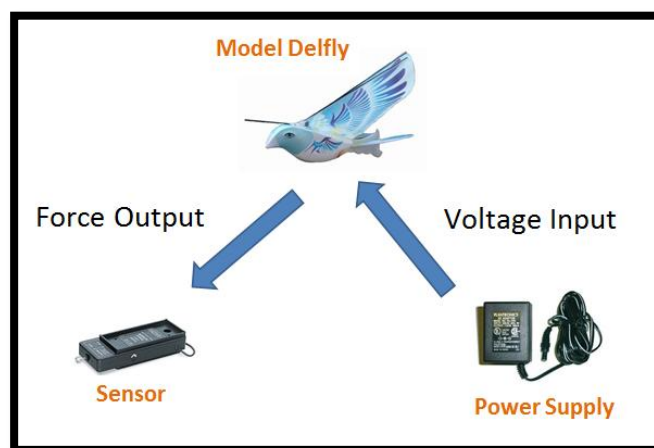 Model Delfly
Force Output
Voltage Input
Sensor
Power Supply